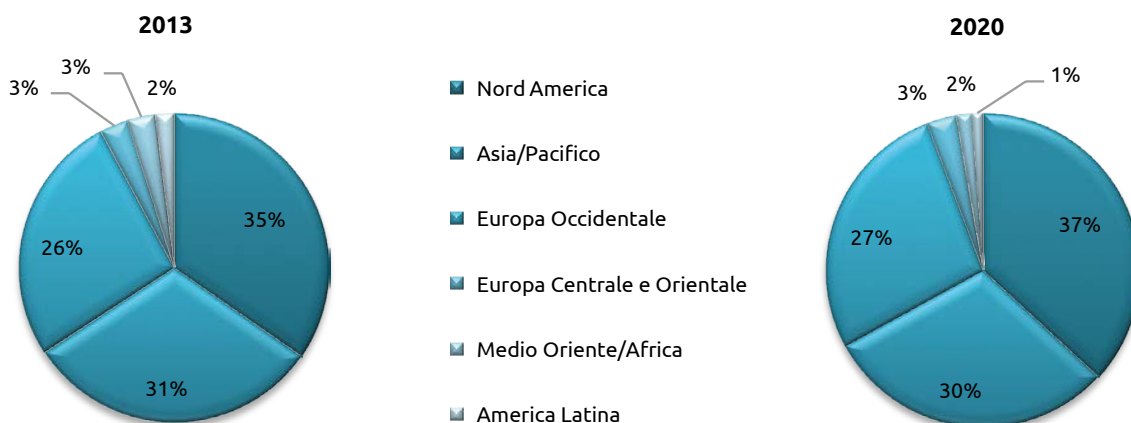 2013
3%
3%
2%
35%
26%
31%
Nord America
Asia/Pacifico
Europa Occidentale
Europa Centrale e Orientale
Medio Oriente/Africa
America Latina
2020
3%
2%
1%
37%
27%
30%